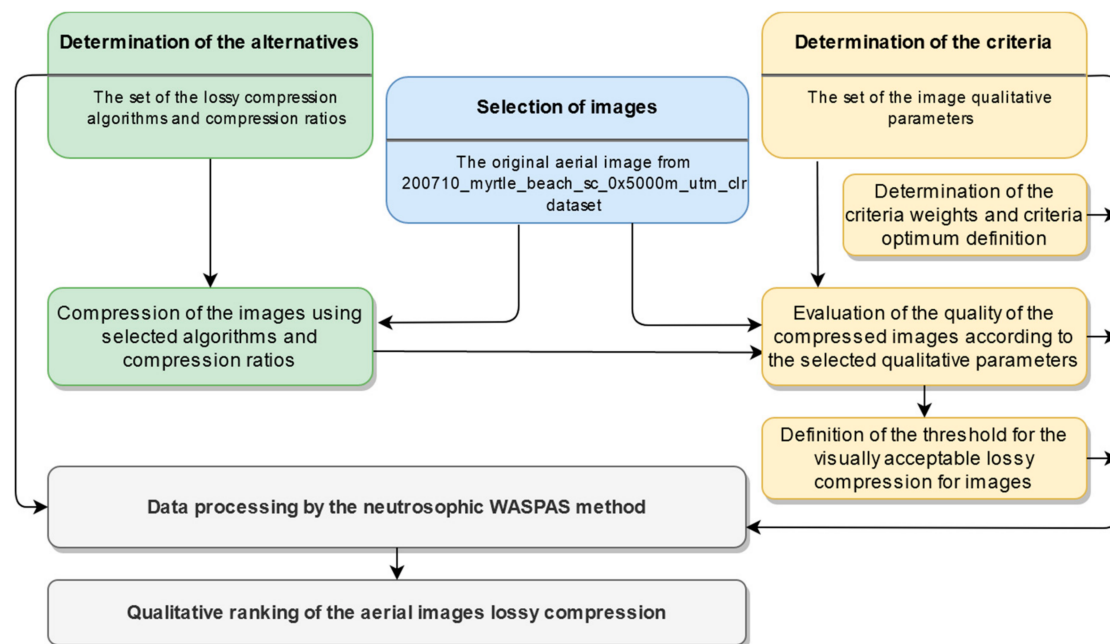 Determination of the alternatives
The set of the lossy compression
algorithms and compression ratios
Selection of images
The original aerial image from
200710_myrtle_beach_sc_0x5000m_utm_clr
dataset
Determination of the criteria
The set of the image qualitative
parameters
Determination of the
criteria weights and criteria
optimum definition
Compression of the images using
selected algorithms and
compression ratios
Evaluation of the quality of the
compressed images according to
the selected qualitative parameters
Definition of the threshold for the
visually acceptable lossy
compression for images
Data processing by the neutrosophic WASPAS method
Qualitative ranking of the aerial images lossy compression